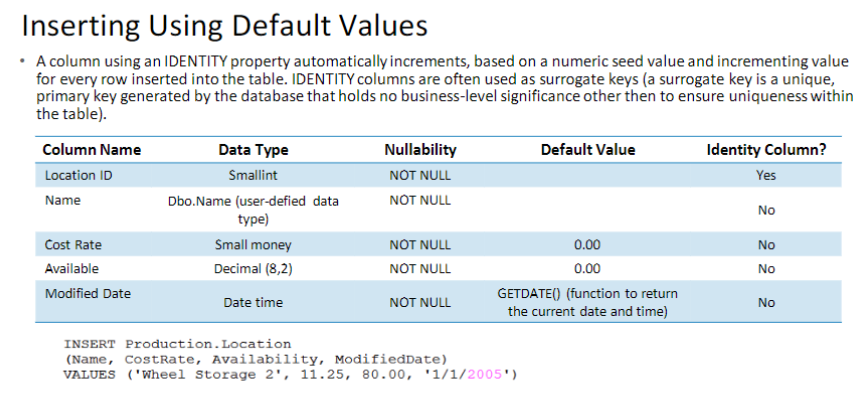 Inserting Using Default Values
• A column using an IDENTITY property automatically increments, based on a numeric seed value and incrementing value
for every row inserted into the table. IDENTITY columns are often used as surrogate keys (a surrogate key is a unique,
primary key generated by the database that holds no business-level significance other then to ensure uniqueness within
the table).
Column Name Data Type Nullability Default Value Identity Column?
Location ID Smallint NOT NULL Yes
Name Dbo.Name (user-defied data NOT NULL No
type)
Cost Rate Small money NOT NULL 0.00 No
Available Decimal (8,2) NOT NULL 0.00 No
Modified Date Date time NOT NULL GETDATE() (function to return No
the current date and time)
INSERT Production.Location
(Name, CostRate, Availability, ModifiedDate)
VALUES ('Wheel Storage 2', 11.25, 80.00, '1/1/2005')